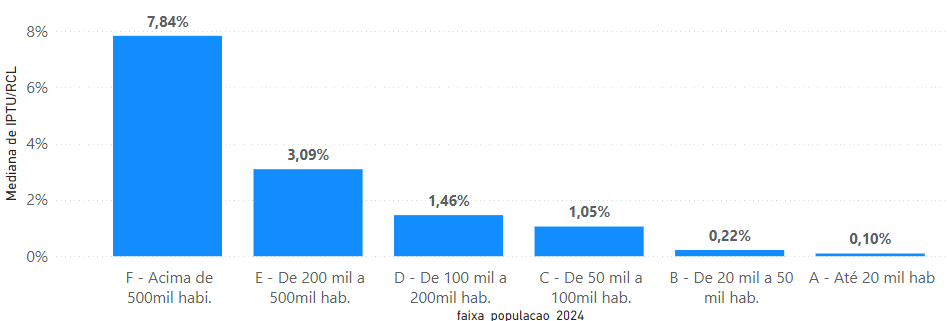 Mediana de IPTU/RCL
8%
6%
4%
2%
0%
7,84%
3,09%
1,46%
1,05%
0,22%
0,10%
F - Acima de
500mil habi.
E - De 200 mil a
500mil hab.
D - De 100 mil a
200mil hab.
C - De 50 mil a
100mil hab.
B - De 20 mil a 50
mil hab.
A - Até 20 mil hab
faixa_populacao_2024